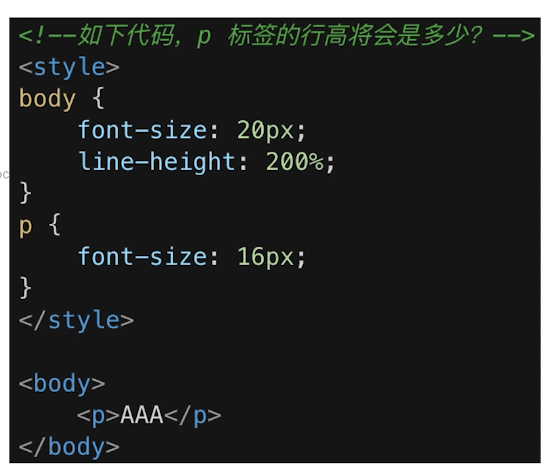 <!--如下代码，p 标签的行高将会是多少？-->
<style>
body {
    font-size: 20px;
    line-height: 200%;
}
p {
    font-size: 16px;
}
</style>

<body>
    <p>AAA</p>
</body>